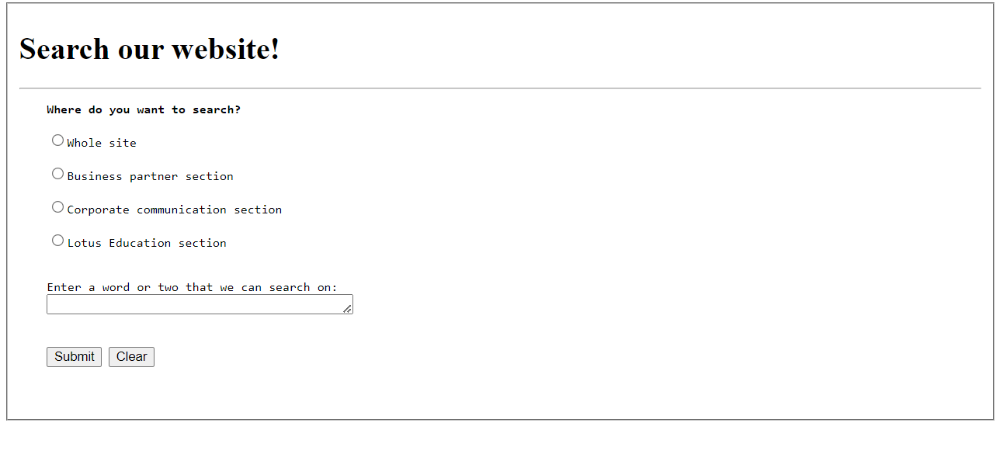 Search our website!
Where do you want to search?
Whole site
Business partner section
Corporate communication section
Lotus Education section
Enter a word or two that we can search on:
Submit Clear